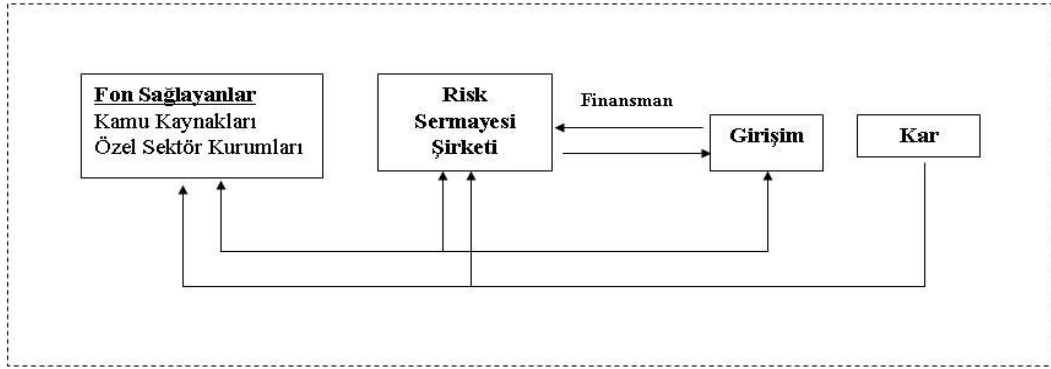 Fon Sağlayanlar
Kamu Kaynakları
Özel Sektör Kurumları
Risk
Sermayesi
Şirketi
Finansman
Girişim
Kar